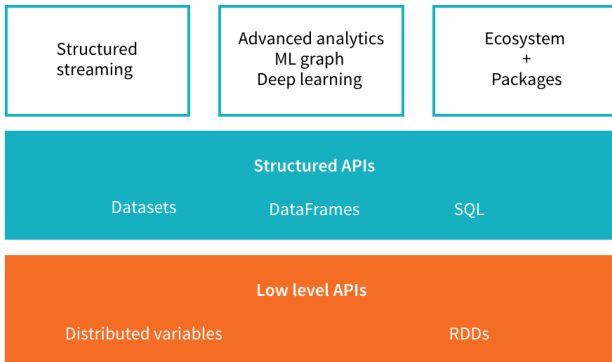 Structured
streaming
Advanced analytics
ML graph
Deep learning
Ecosystem
+
Packages
Structured APIs
Datasets
DataFrames
SQL
Low level APIs
Distributed variables
RDDs